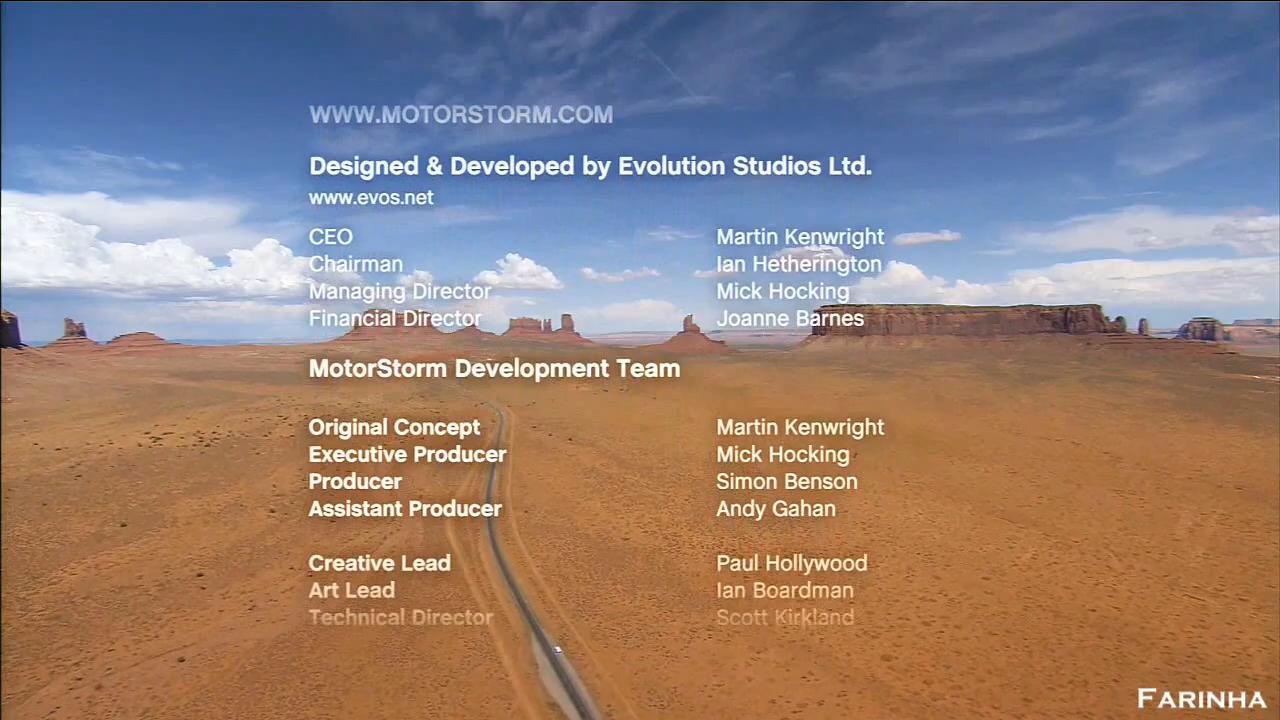 WWW.MOTORSTORM.COM
Designed & Developed by Evolution Studios Ltd.
www.evos.net
CEO Martin Kenwright
Chairman Ian Hetherington
Managing Director Mick Hocking
Financial Director Joanne Barnes
MotorStorm Development Team
Original Concept Martin Kenwright
Executive Producer Mick Hocking
Producer Simon Benson
Assistant Producer Andy Gahan
Creative Lead Paul Hollywood
Art Lead Ian Boardman
Technical Director Scott Kirkland
FARINHA